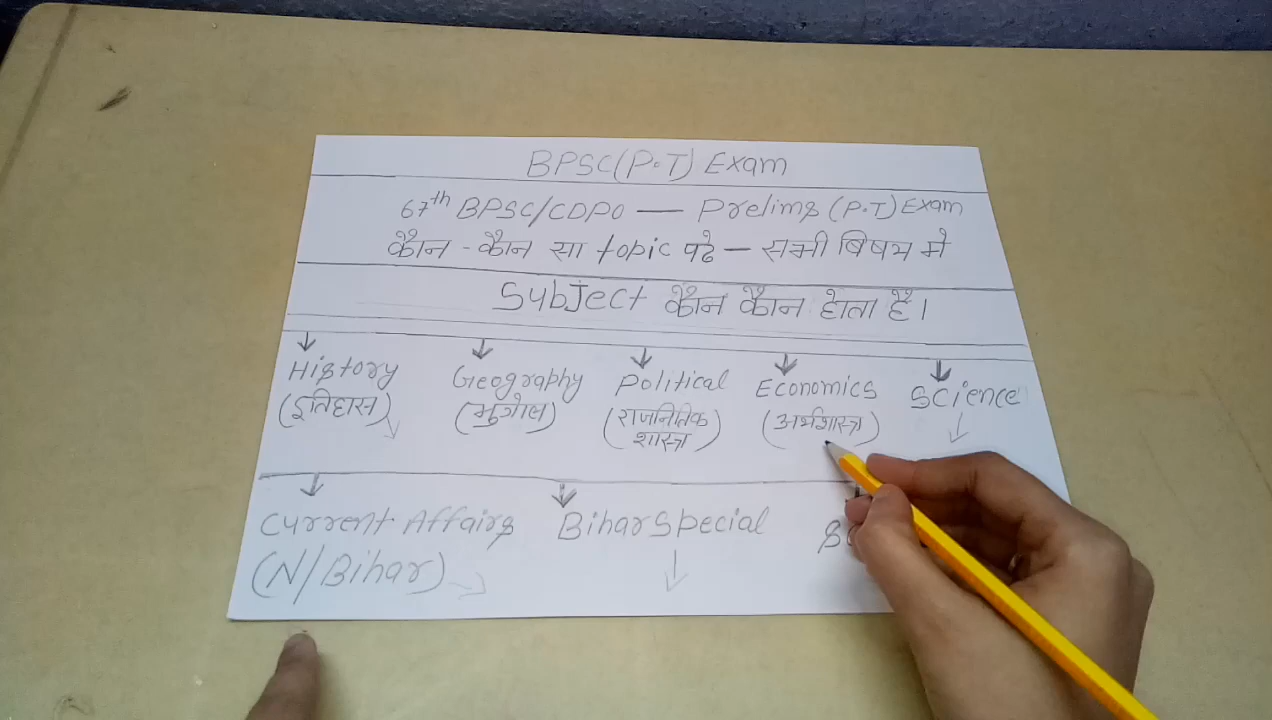 BPSC(P.T) Exam
67th BPSC/CDPO — Prelims (P.T) Exam
कौन - कौन सा topic पढे – सभी बिषय मे
Subject कौन कौन होता है।
History Geography Political Economics Science
(इतिहास) (भुगोल) (राजनितिक शास्त्र) (अर्थशास्त्र)
Current Affairs Bihar Special
(N/Bihar)